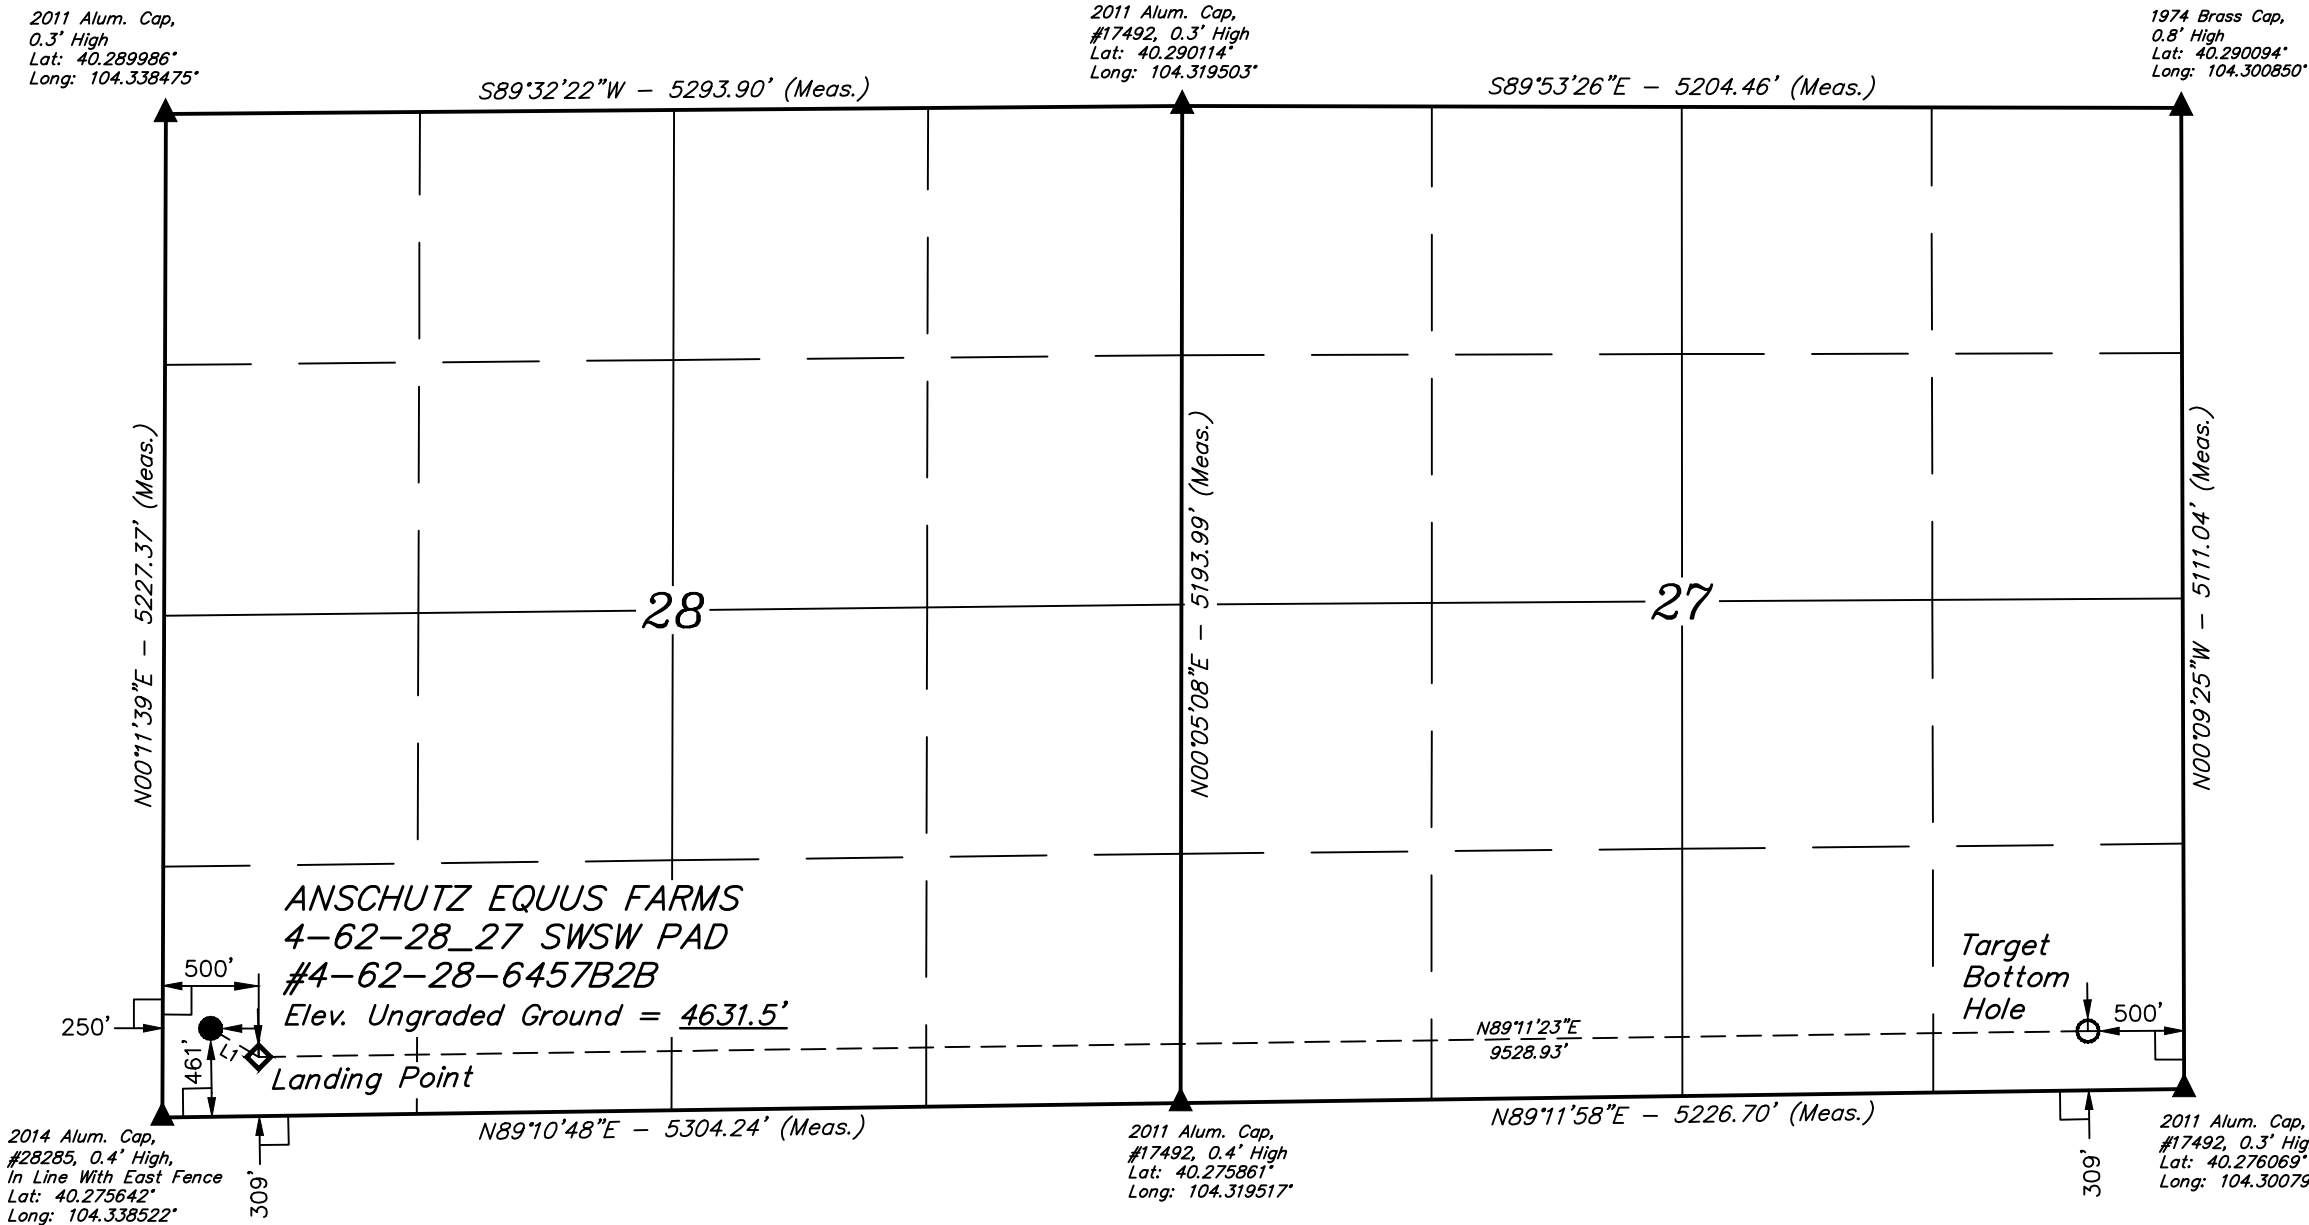 2011 Alum. Cap,
0.3' High
Lat: 40.289986°
Long: 104.338475°
2011 Alum. Cap,
#17492, 0.3' High
Lat: 40.290114°
Long: 104.319503°
1974 Brass Cap,
0.8' High
Lat: 40.290094°
Long: 104.300850°
S89°32'22"W - 5293.90' (Meas.)
S89°53'26"E - 5204.46' (Meas.)
N00°11'39"E - 5227.37' (Meas.)
N00°05'08"E - 5193.99' (Meas.)
N00°09'25"W - 5111.04' (Meas.)
28
27
ANSCHUTZ EQUUS FARMS
4-62-28_27 SWSW PAD
#4-62-28-6457B2B
Elev. Ungraded Ground = 4631.5'
500'
250'
461'
L1
Landing Point
309'
N89°11'23"E
9528.93'
Target
Bottom
Hole
500'
309'
N89°10'48"E - 5304.24' (Meas.)
N89°11'58"E - 5226.70' (Meas.)
2014 Alum. Cap,
#28285, 0.4' High,
In Line With East Fence
Lat: 40.275642°
Long: 104.338522°
2011 Alum. Cap,
#17492, 0.4' High
Lat: 40.275861°
Long: 104.319517°
2011 Alum. Cap,
#17492, 0.3' Hig
Lat: 40.276069°
Long: 104.30079